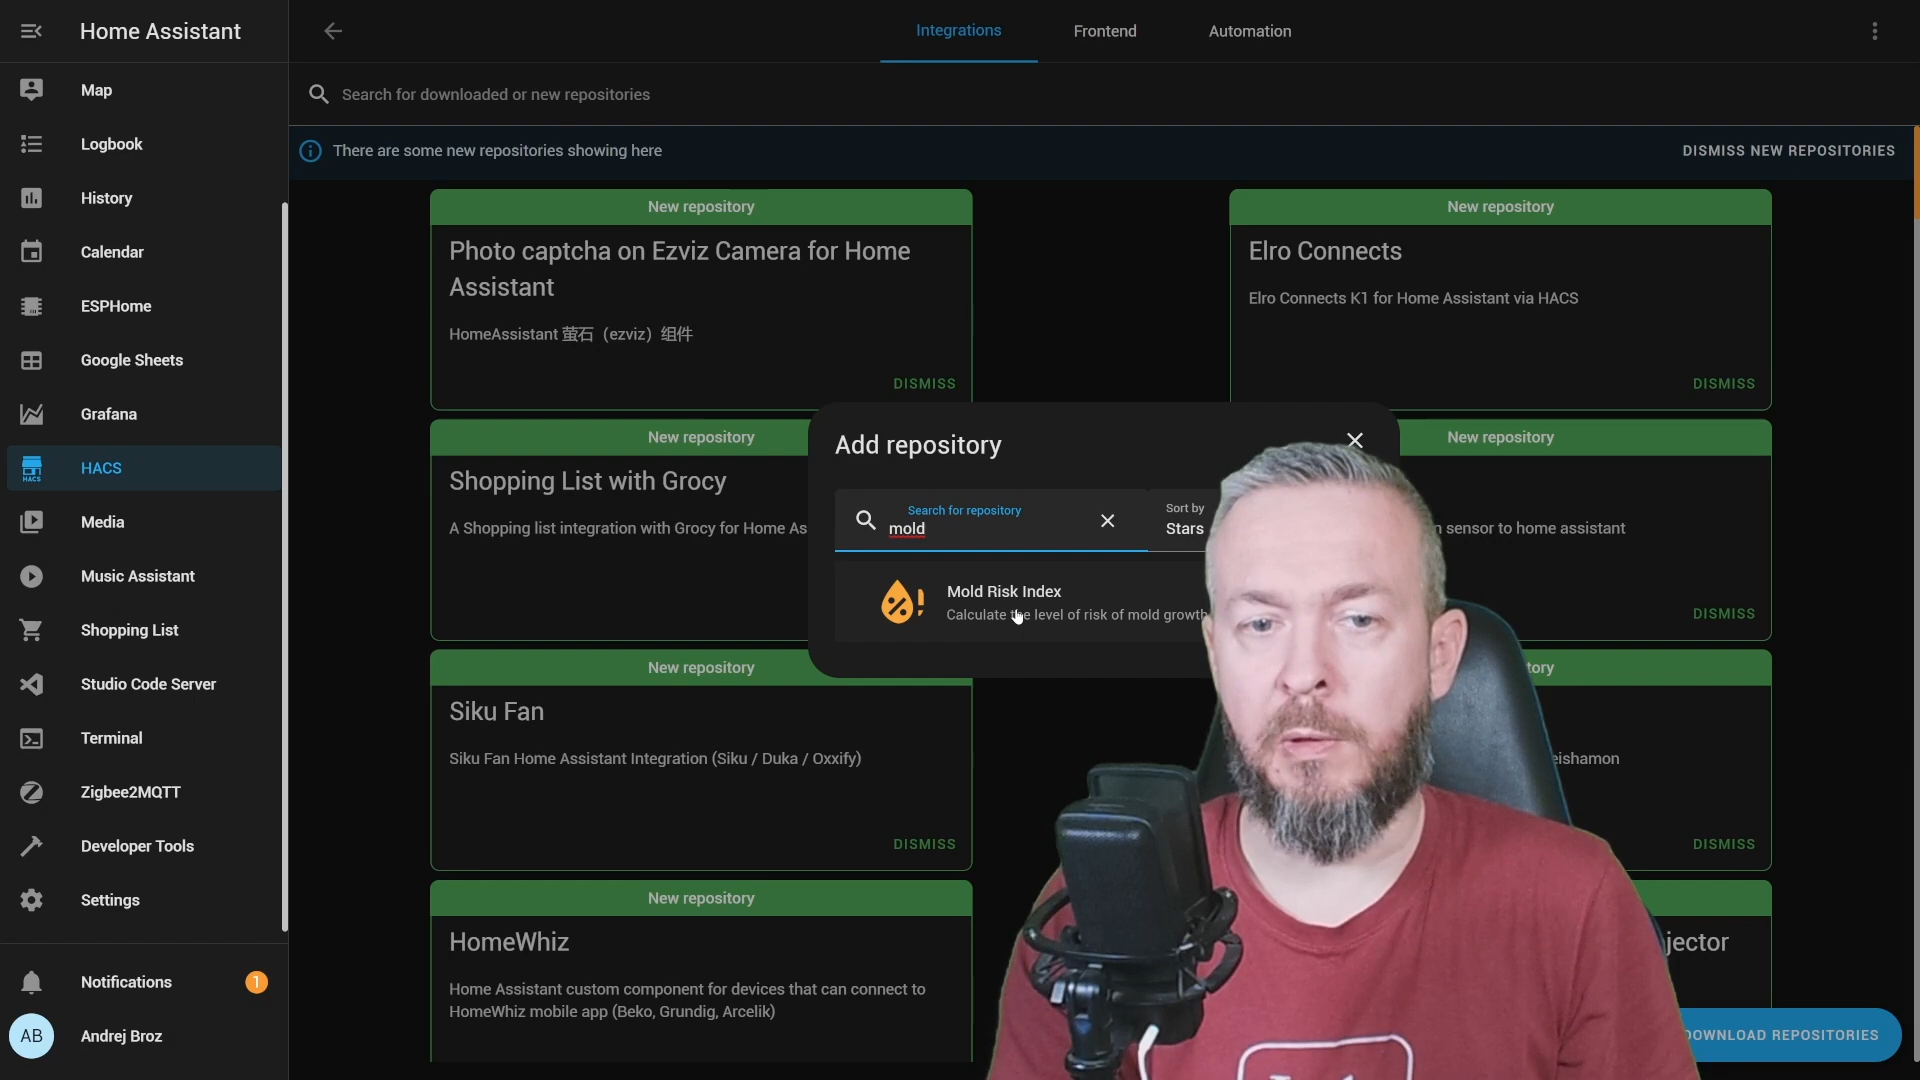 Home Assistant
Integrations
Frontend
Automation
Map
Logbook
History
Calendar
ESPHome
Google Sheets
Grafana
HACS
HACS
Media
Music Assistant
Shopping List
Studio Code Server
Terminal
Zigbee2MQTT
Developer Tools
Settings
Notifications
1
AB
Andrej Broz
Search for downloaded or new repositories
There are some new repositories showing here
DISMISS NEW REPOSITORIES
New repository
Photo captcha on Ezviz Camera for Home
Assistant
HomeAssistant 萤石（ezviz）组件
DISMISS
New repository
Elro Connects
Elro Connects K1 for Home Assistant via HACS
DISMISS
New repository
Shopping List with Grocy
A Shopping list integration with Grocy for Home As
New repository
sensor to home assistant
DISMISS
Add repository
Search for repository
mold
Sort by
Stars
Mold Risk Index
Calculate the level of risk of mold growth
New repository
Siku Fan
Siku Fan Home Assistant Integration (Siku / Duka / Oxxify)
DISMISS
tory
eishamon
DISMISS
New repository
HomeWhiz
Home Assistant custom component for devices that can connect to
HomeWhiz mobile app (Beko, Grundig, Arcelik)
jector
DOWNLOAD REPOSITORIES